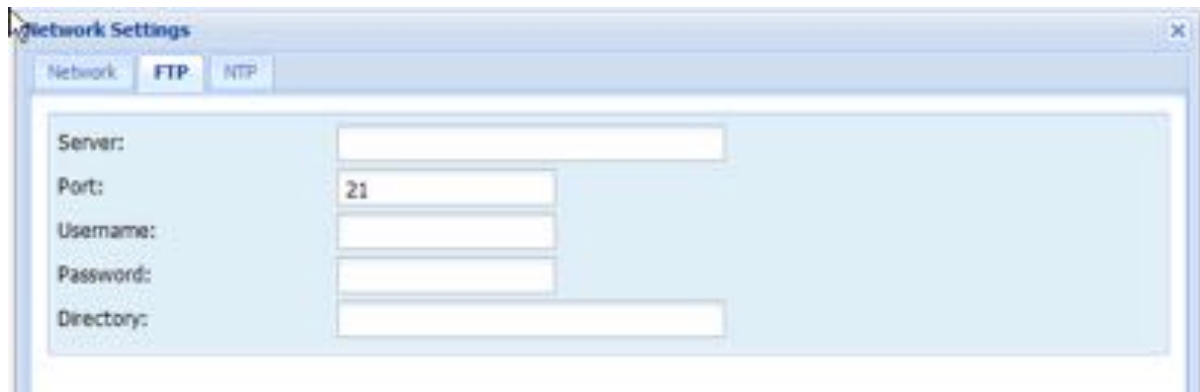 Network Settings
Network FTP NTP
Server:
Port: 21
Username:
Password:
Directory: